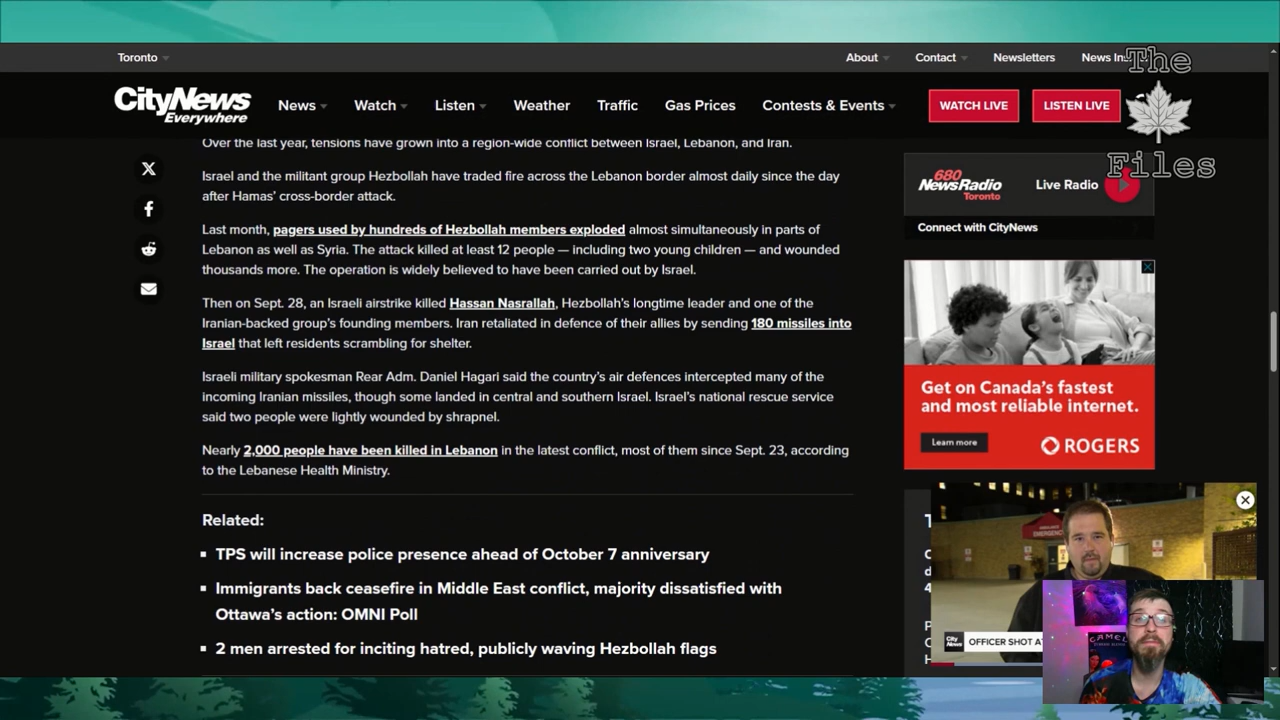 Toronto
About
Contact
Newsletters
News In
The
Files
CityNews
Everywhere
News
Watch
Listen
Weather
Traffic
Gas Prices
Contests & Events
WATCH LIVE
LISTEN LIVE
Over the last year, tensions have grown into a region-wide conflict between Israel, Lebanon, and Iran.
Israel and the militant group Hezbollah have traded fire across the Lebanon border almost daily since the day
after Hamas' cross-border attack.
Last month, pagers used by hundreds of Hezbollah members exploded almost simultaneously in parts of
Lebanon as well as Syria. The attack killed at least 12 people — including two young children — and wounded
thousands more. The operation is widely believed to have been carried out by Israel.
Then on Sept. 28, an Israeli airstrike killed Hassan Nasrallah, Hezbollah's longtime leader and one of the
Iranian-backed group's founding members. Iran retaliated in defence of their allies by sending 180 missiles into
Israel that left residents scrambling for shelter.
Israeli military spokesman Rear Adm. Daniel Hagari said the country's air defences intercepted many of the
incoming Iranian missiles, though some landed in central and southern Israel. Israel's national rescue service
said two people were lightly wounded by shrapnel.
Nearly 2,000 people have been killed in Lebanon in the latest conflict, most of them since Sept. 23, according
to the Lebanese Health Ministry.
Related:
TPS will increase police presence ahead of October 7 anniversary
Immigrants back ceasefire in Middle East conflict, majority dissatisfied with
Ottawa's action: OMNI Poll
2 men arrested for inciting hatred, publicly waving Hezbollah flags
680
NewsRadio
Toronto
Live Radio
Connect with CityNews
Get on Canada's fastest
and most reliable internet.
Learn more
ROGERS
EMERGENC
City
News
OFFICER SHOT AT
CAMEL